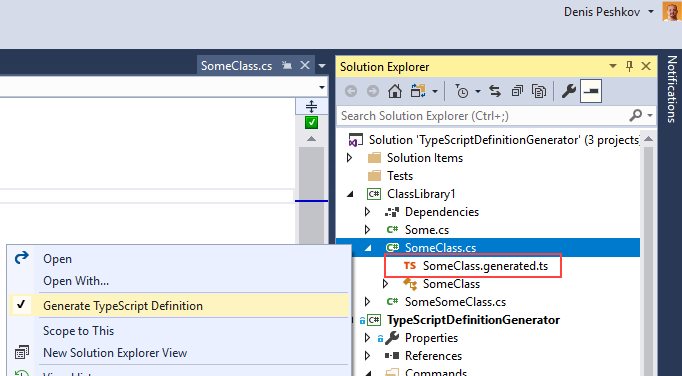 Denis Peshkov
SomeClass.cs
Solution Explorer
Notifications
Search Solution Explorer (Ctrl+;)
Solution 'TypeScriptDefinitionGenerator' (3 projects)
Solution Items
Tests
C# ClassLibrary1
Dependencies
C# Some.cs
C# SomeClass.cs
TS SomeClass.generated.ts
SomeClass
C# SomeSomeClass.cs
C# TypeScriptDefinitionGenerator
Properties
References
Commands
Open
Open With...
Generate TypeScript Definition
Scope to This
New Solution Explorer View